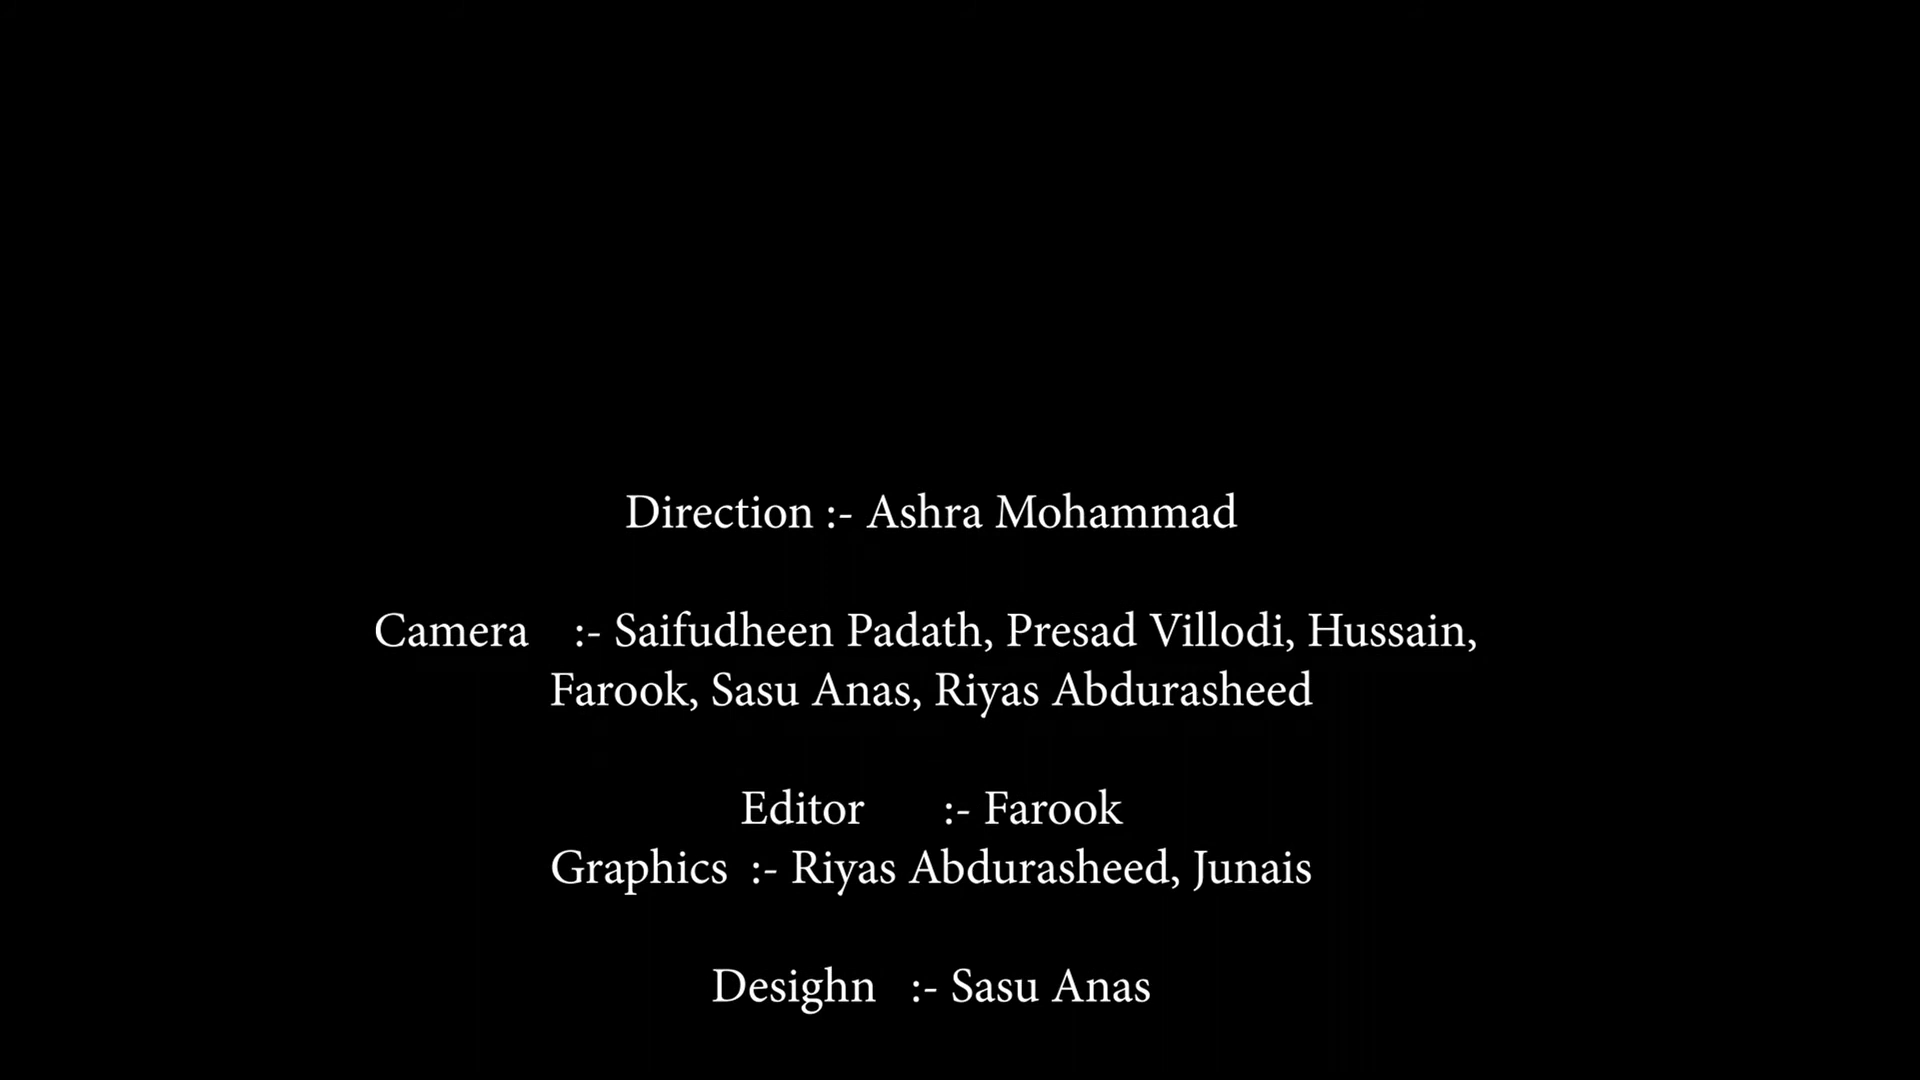 Direction :- Ashra Mohammad
Camera :- Saifudheen Padath, Presad Villodi, Hussain,
Farook, Sasu Anas, Riyas Abdurasheed
Editor :- Farook
Graphics :- Riyas Abdurasheed, Junais
Desighn :- Sasu Anas